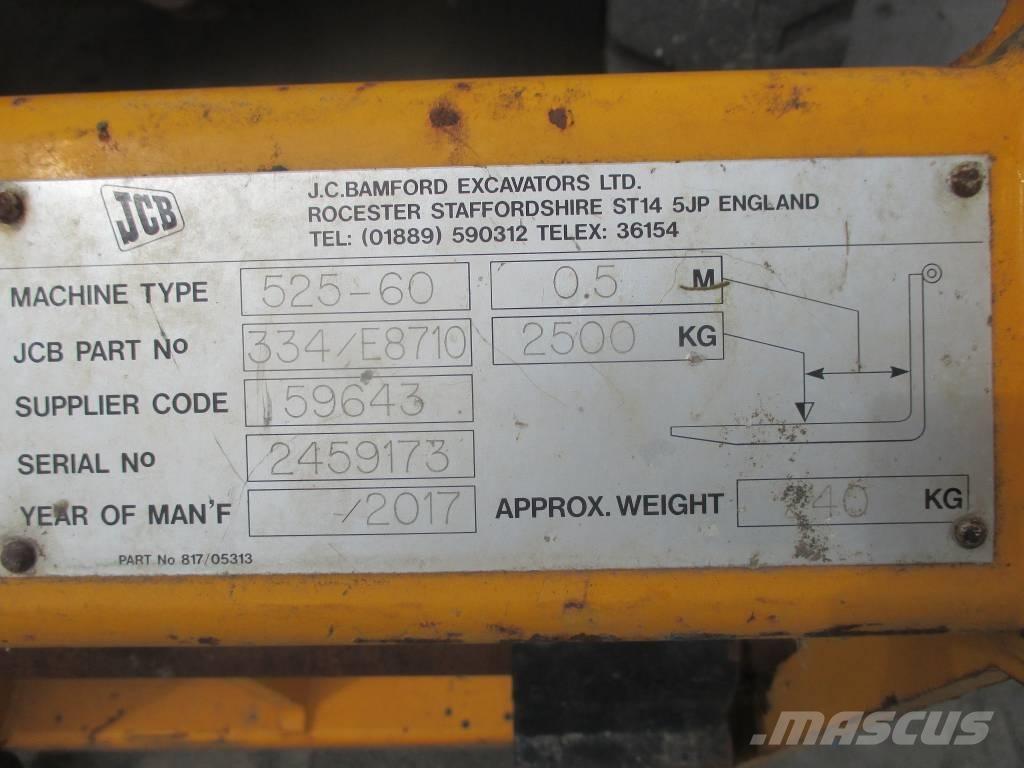 JCB
J.C.BAMFORD EXCAVATORS LTD.
ROCESTER STAFFORDSHIRE ST14 5JP ENGLAND
TEL: (01889) 590312 TELEX: 36154
MACHINE TYPE 525-60 0.5 M
JCB PART No 334/E8710 2500 KG
SUPPLIER CODE 59643
SERIAL No 2459173
YEAR OF MAN'F -/2017 APPROX. WEIGHT KG
PART No 817/05313
MASCUS